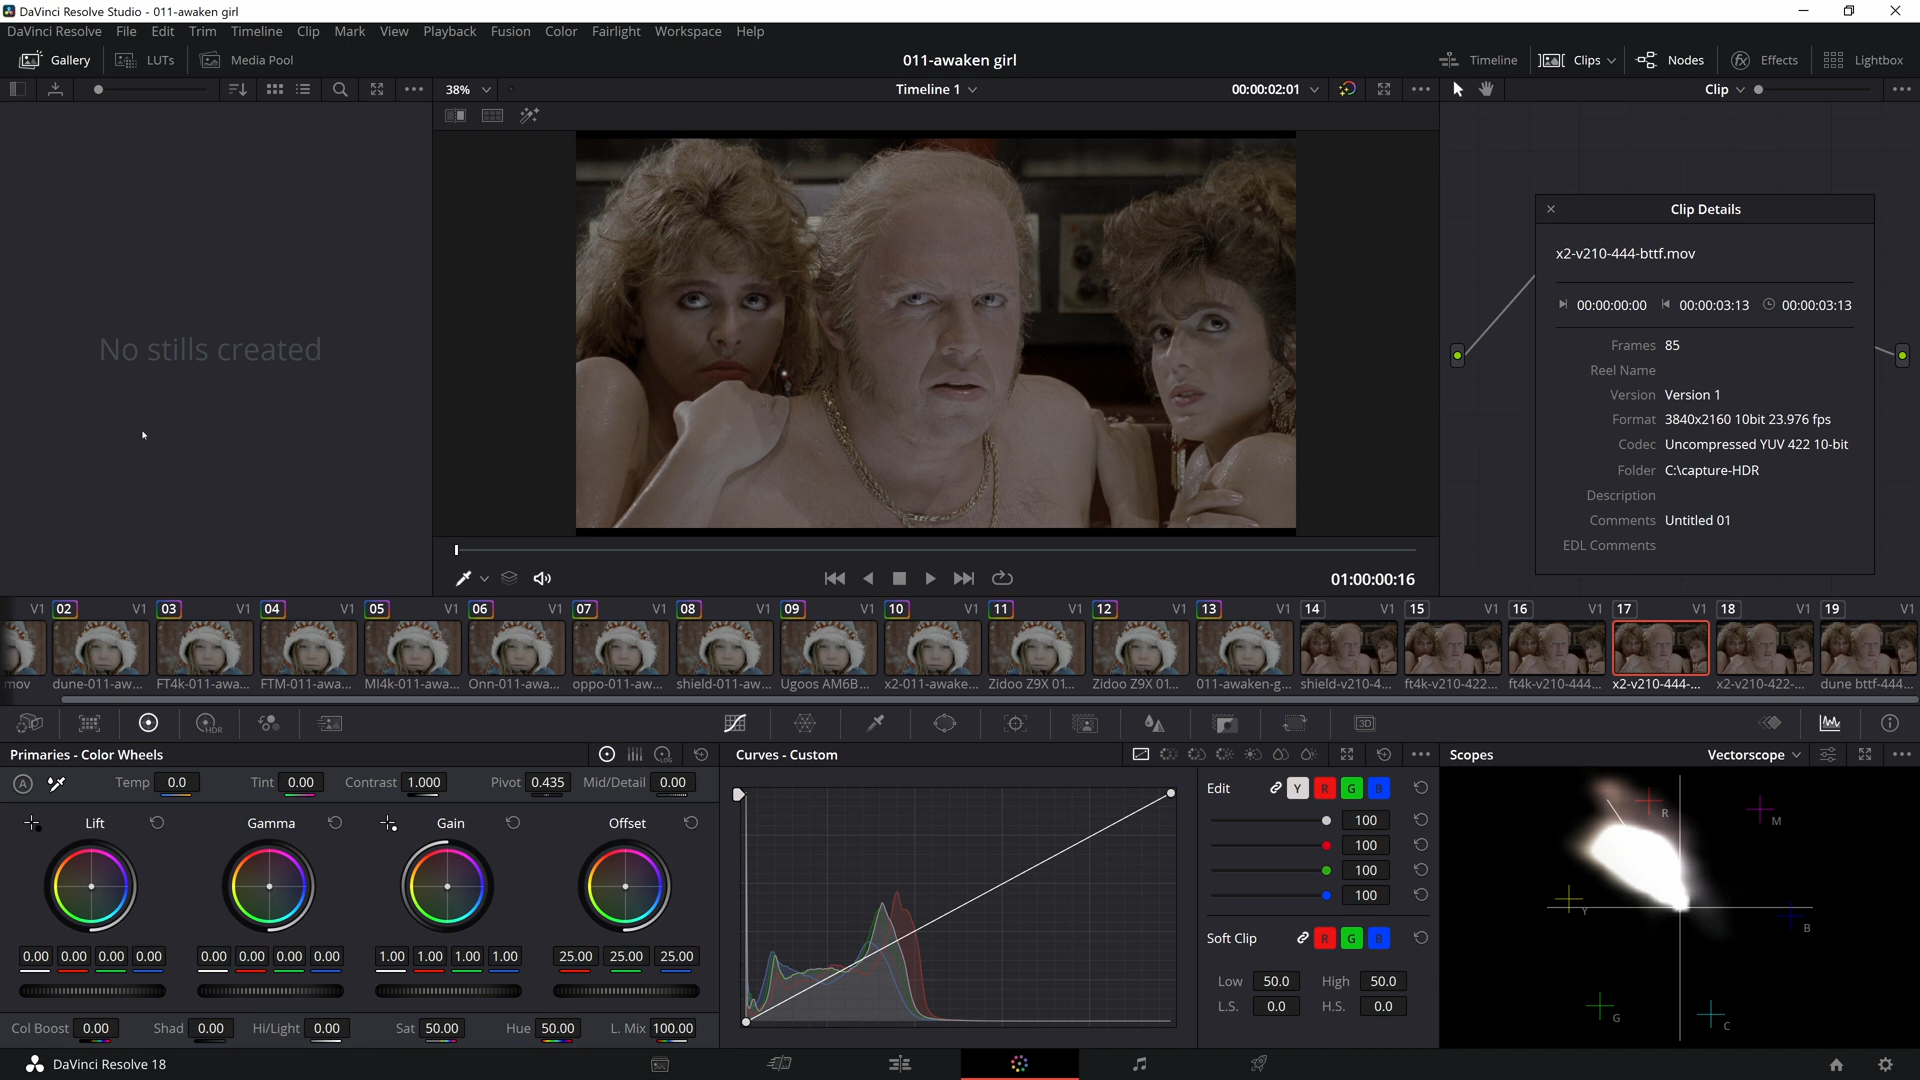 DaVinci Resolve Studio - 011-awaken girl
DaVinci Resolve File Edit Trim Timeline Clip Mark View Playback Fusion Color Fairlight Workspace Help
Gallery LUTs Media Pool 011-awaken girl Timeline Clips Nodes Effects Lightbox
38% Timeline 1 00:00:02:01 Clip
No stills created
Clip Details
x2-v210-444-bttf.mov
00:00:00:00 00:00:03:13 00:00:03:13
Frames 85
Reel Name
Version Version 1
Format 3840x2160 10bit 23.976 fps
Codec Uncompressed YUV 422 10-bit
Folder C:\capture-HDR
Description
Comments Untitled 01
EDL Comments
01:00:00:16
V1 02 V1 03 V1 04 V1 05 V1 06 V1 07 V1 08 V1 09 V1 10 V1 11 V1 12 V1 13 V1 14 V1 15 V1 16 V1 17 V1 18 V1 19 V1
mov dune-011-aw... FT4k-011-awa... FTM-011-awa... MI4k-011-awa... Onn-011-awa... oppo-011-aw... shield-011-aw... Ugoos AM6B... x2-011-awake... Zidoo Z9X 01... Zidoo Z9X 01... 011-awaken-g... shield-v210-4... ft4k-v210-422... ft4k-v210-444... x2-v210-444-... x2-v210-422-... dune bttf-444...
HDR 3D
Primaries - Color Wheels LOG Curves - Custom Scopes Vectorscope
A Temp 0.0 Tint 0.00 Contrast 1.000 Pivot 0.435 Mid/Detail 0.00
Edit Y R G B
Lift Gamma Gain Offset
100
100
100
100
R M
Y B
G C
Soft Clip R G B
0.00 0.00 0.00 0.00 0.00 0.00 0.00 0.00 1.00 1.00 1.00 1.00 25.00 25.00 25.00
Low 50.0 High 50.0
L.S. 0.0 H.S. 0.0
Col Boost 0.00 Shad 0.00 Hi/Light 0.00 Sat 50.00 Hue 50.00 L. Mix 100.00
DaVinci Resolve 18